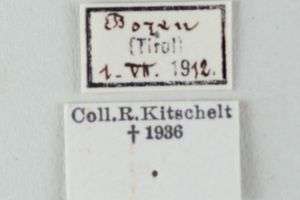 Bozen
(Tirol)
1. VII. 1912.
Coll. R. Kitschelt
† 1936